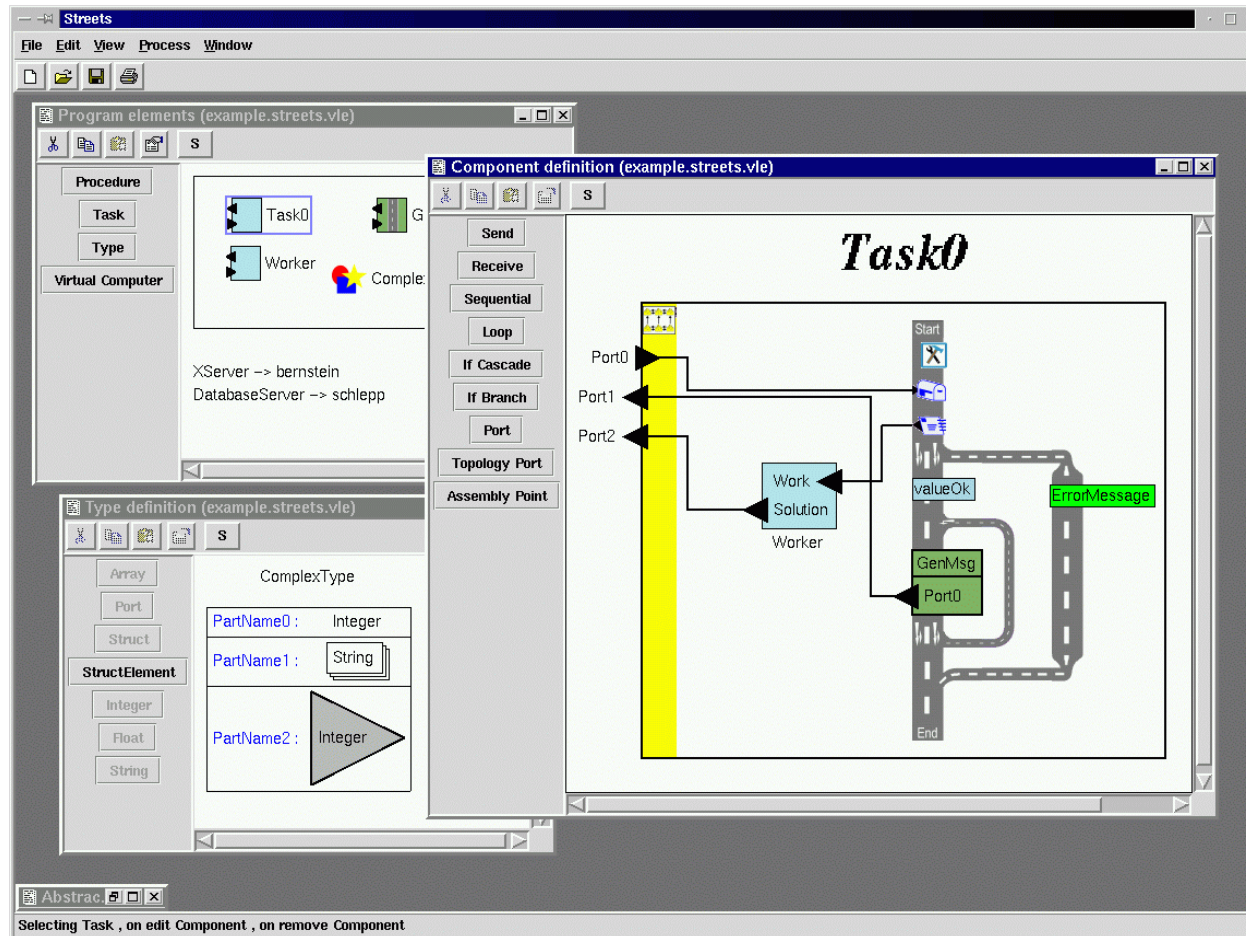 Streets
File Edit View Process Window
Program elements (example.streets.vle)
S
Procedure
Task
Type
Virtual Computer
Task0
G
Worker
Comple
XServer –> bernstein
DatabaseServer –> schlepp
Component definition (example.streets.vle)
S
Send
Receive
Sequential
Loop
If Cascade
If Branch
Port
Topology Port
Assembly Point
Task0
Port0
Port1
Port2
Work
Solution
Worker
Start
valueOk
ErrorMessage
GenMsg
Port0
End
Type definition (example.streets.vle)
S
Array
Port
Struct
StructElement
Integer
Float
String
ComplexType
PartName0 : Integer
PartName1 : String
PartName2 : Integer
Abstrac.
Selecting Task , on edit Component , on remove Component